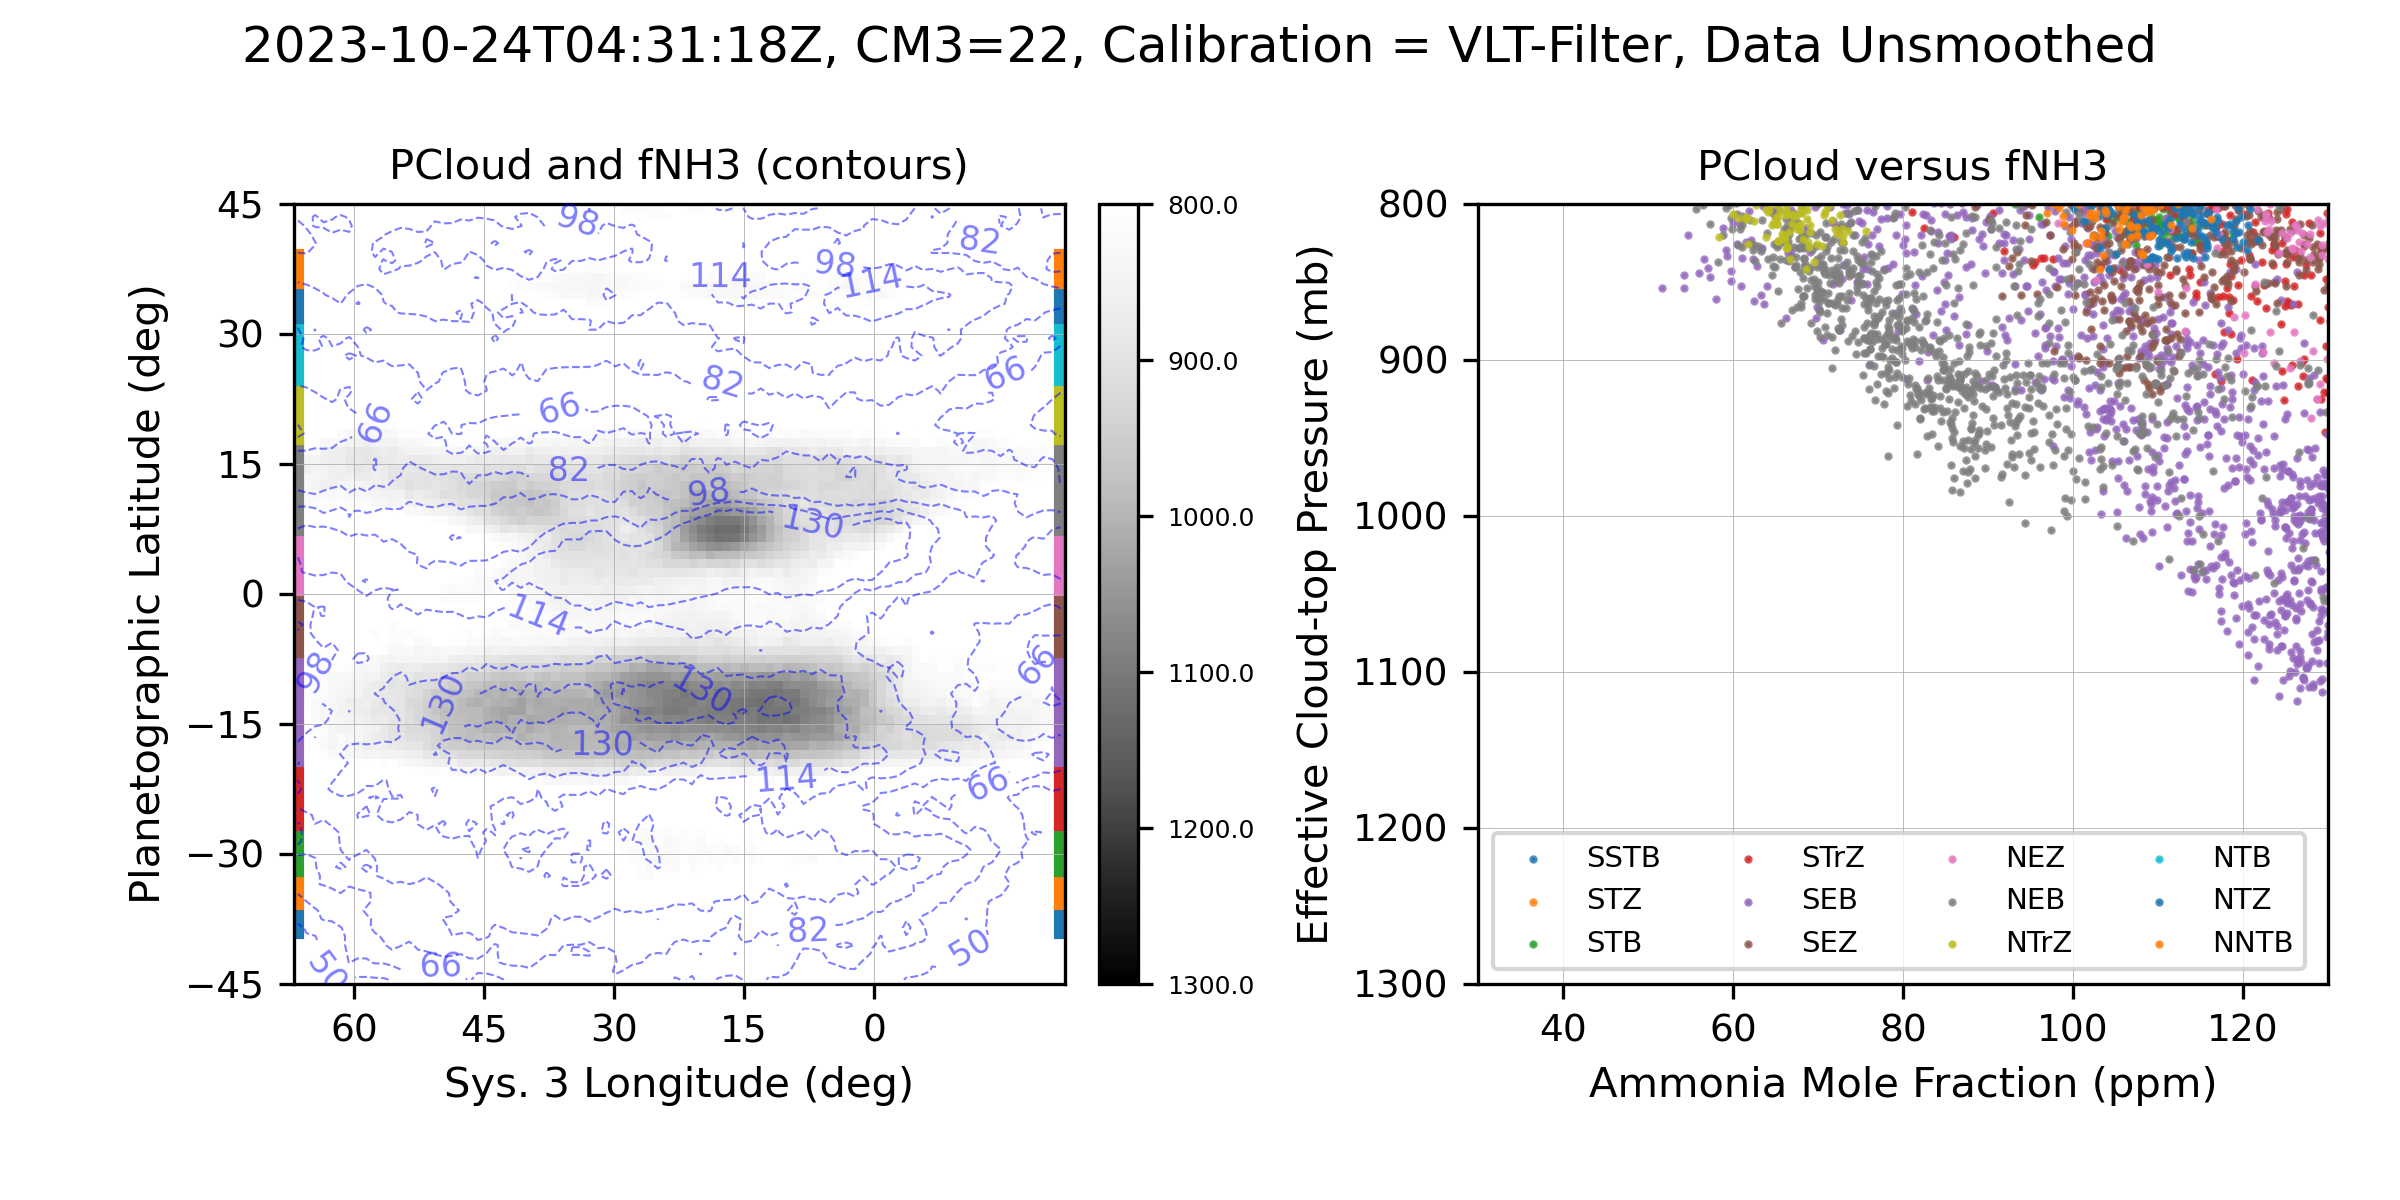 2023-10-24T04:31:18Z, CM3=22, Calibration = VLT-Filter, Data Unsmoothed
PCloud and fNH3 (contours)
Planetographic Latitude (deg)
45
30
15
0
−15
−30
−45
98
82
98
114
114
66
82
66
66
82
98
130
114
98
66
130
130
130
114
66
82
50
66
50
60
45
30
15
0
Sys. 3 Longitude (deg)
800.0
900.0
1000.0
1100.0
1200.0
1300.0
PCloud versus fNH3
Effective Cloud-top Pressure (mb)
800
900
1000
1100
1200
1300
SSTB
STZ
STB
STrZ
SEB
SEZ
NEZ
NEB
NTrZ
NTB
NTZ
NNTB
40
60
80
100
120
Ammonia Mole Fraction (ppm)